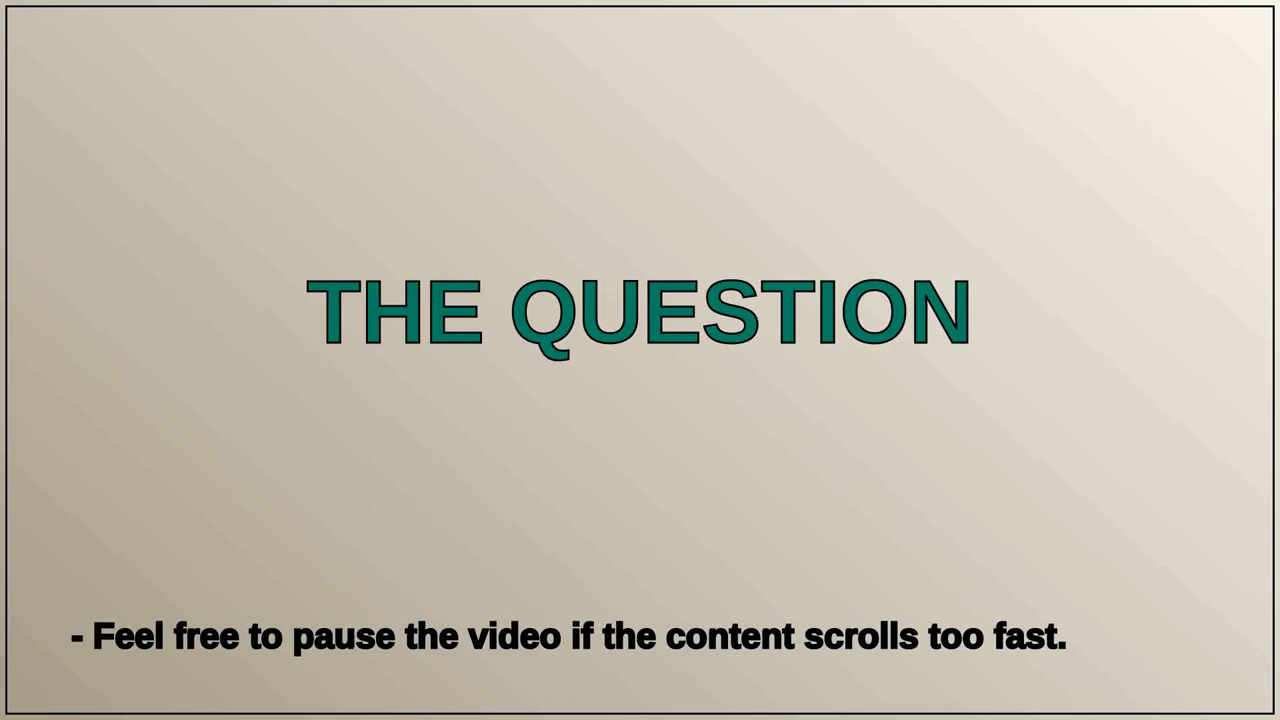 THE QUESTION
- Feel free to pause the video if the content scrolls too fast.